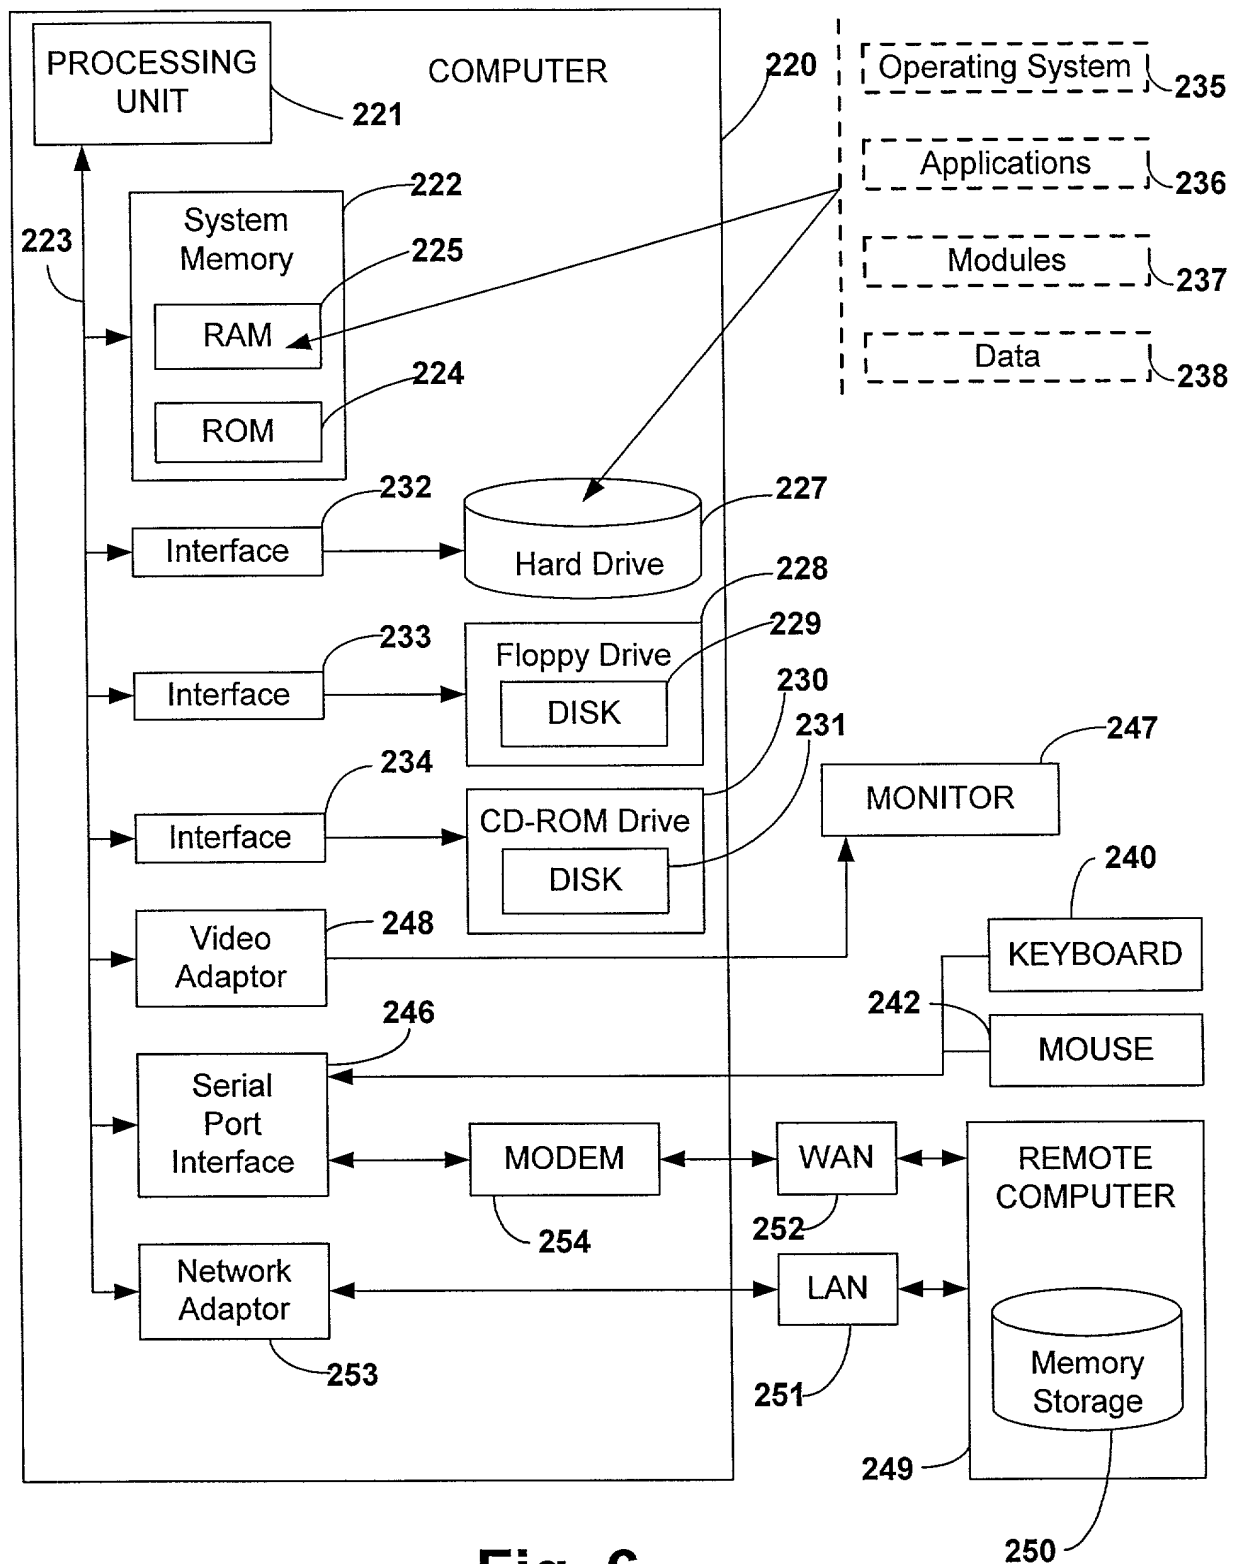 PROCESSING
UNIT
221
COMPUTER
220
Operating System
235
Applications
236
Modules
237
Data
238
222
System
Memory
223
225
RAM
224
ROM
232
Interface
227
Hard Drive
228
233
Interface
229
Floppy Drive
DISK
230
231
234
Interface
CD-ROM Drive
DISK
247
MONITOR
248
Video
Adaptor
240
KEYBOARD
242
MOUSE
246
Serial
Port
Interface
MODEM
254
WAN
252
REMOTE
COMPUTER
Network
Adaptor
253
LAN
251
Memory
Storage
249
250
Fig. 6